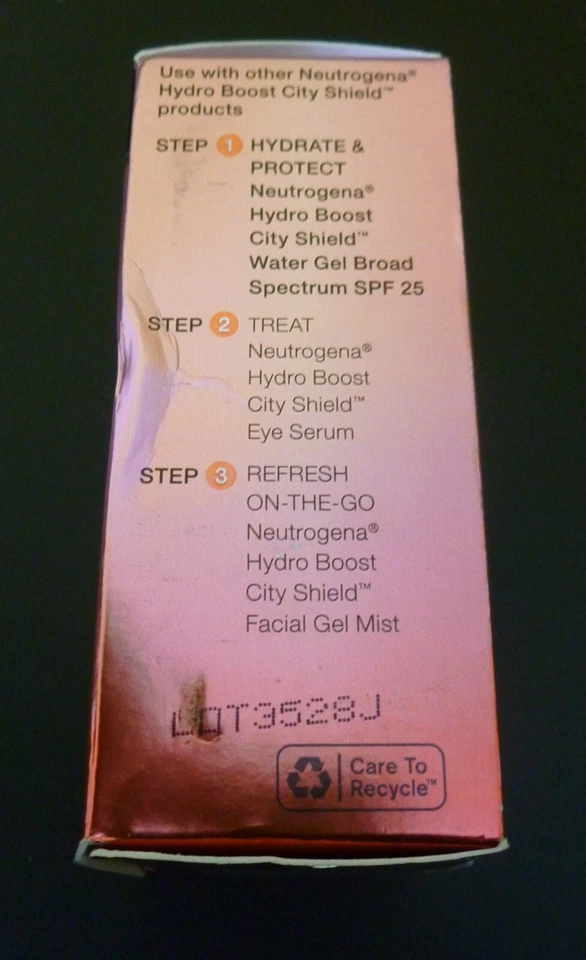 Use with other Neutrogena®
Hydro Boost City Shield™
products
STEP 1 HYDRATE &
PROTECT
Neutrogena®
Hydro Boost
City Shield™
Water Gel Broad
Spectrum SPF 25
STEP 2 TREAT
Neutrogena®
Hydro Boost
City Shield™
Eye Serum
STEP 3 REFRESH
ON-THE-GO
Neutrogena®
Hydro Boost
City Shield™
Facial Gel Mist
LOT3528J
Care To
Recycle™